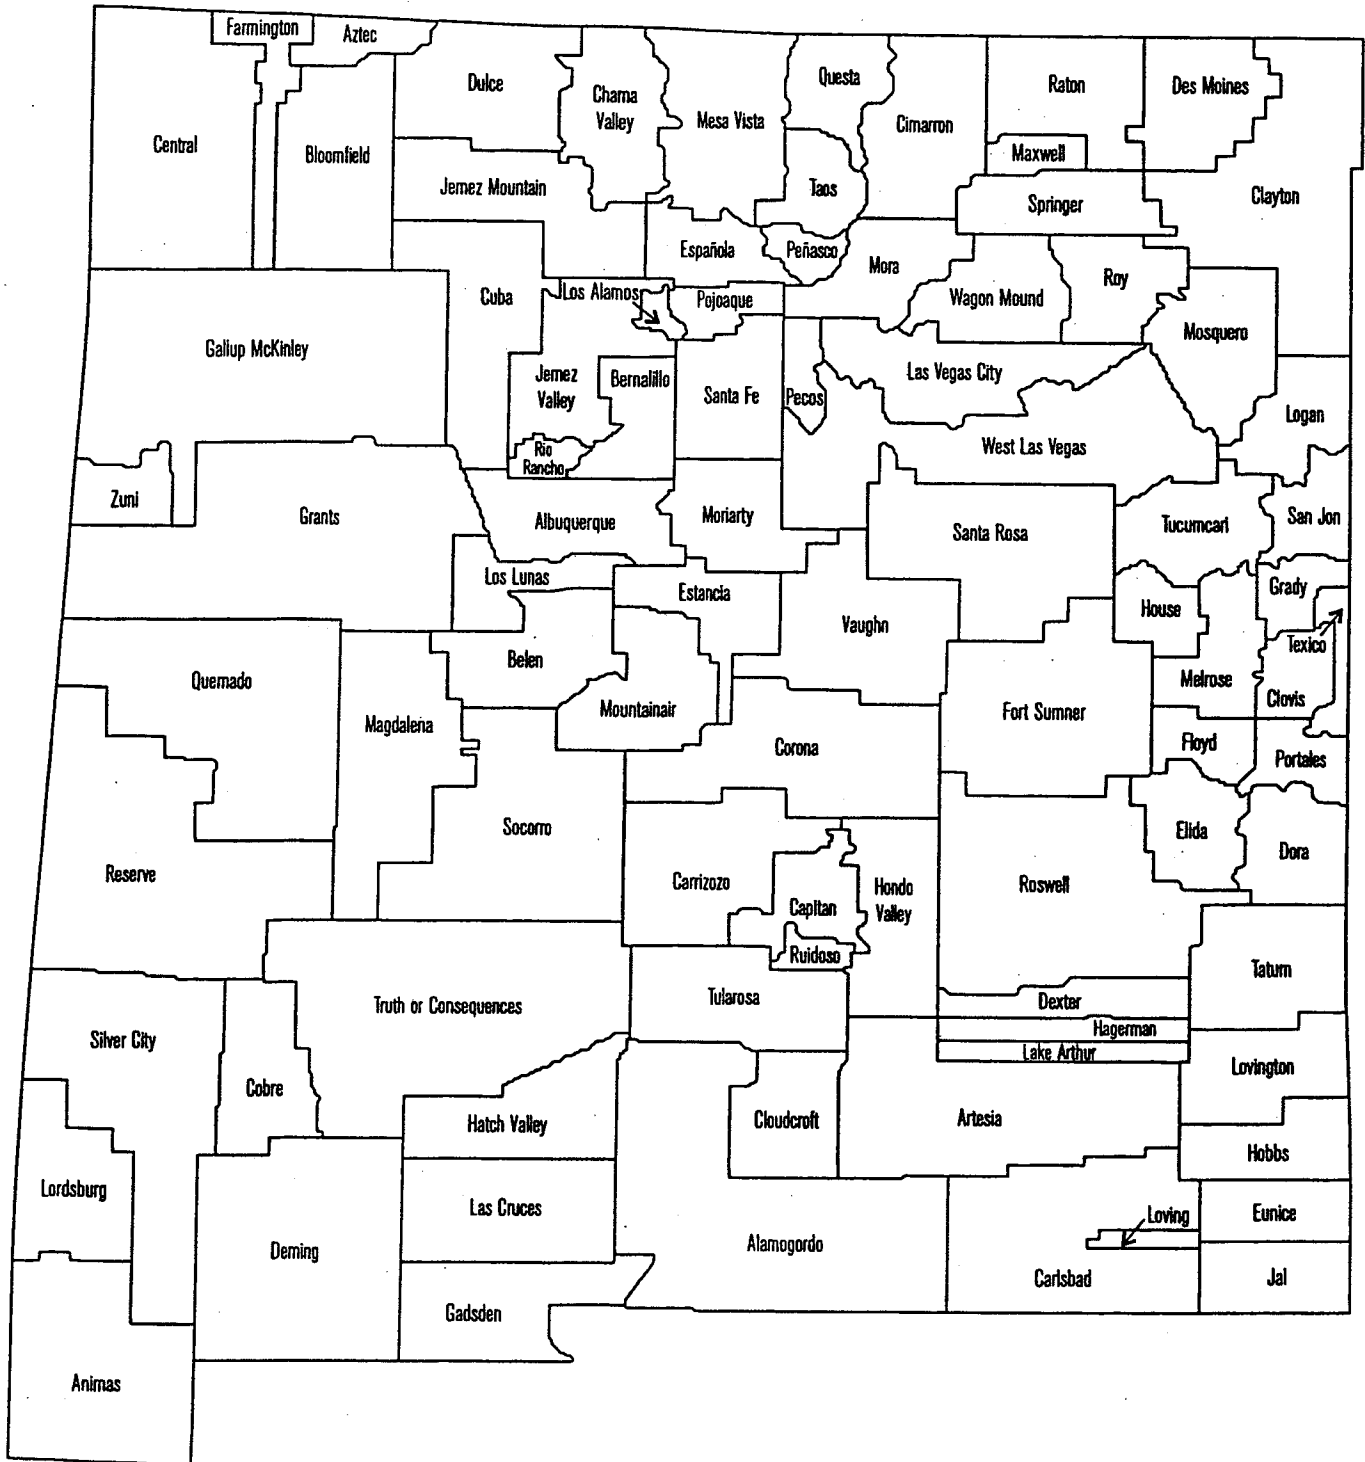 Farmington
Aztec
Dulce
Chama
Valley
Mesa Vista
Questa
Cimarron
Raton
Des Moines
Central
Bloomfield
Maxwell
Jemez Mountain
Taos
Springer
Clayton
Española
Peñasco
Mora
Cuba
Los Alamos
Pojoaque
Wagon Mound
Roy
Mosquero
Gallup McKinley
Jemez
Valley
Bernalillo
Santa Fe
Pecos
Las Vegas City
Logan
Rio
Rancho
West Las Vegas
Zuni
Grants
Albuquerque
Moriarty
Santa Rosa
Tucumcari
San Jon
Los Lunas
Estancia
Vaughn
House
Grady
Texico
Belen
Quemado
Magdalena
Mountainair
Fort Sumner
Melrose
Clovis
Corona
Floyd
Portales
Socorro
Elida
Dora
Reserve
Carrizozo
Capitan
Hondo
Valley
Roswell
Ruidoso
Tatum
Truth or Consequences
Tularosa
Dexter
Hagerman
Lake Arthur
Silver City
Cobre
Lovington
Hatch Valley
Cloudcroft
Artesia
Hobbs
Lordsburg
Las Cruces
Loving
Eunice
Deming
Alamogordo
Carlsbad
Jal
Gadsden
Animas